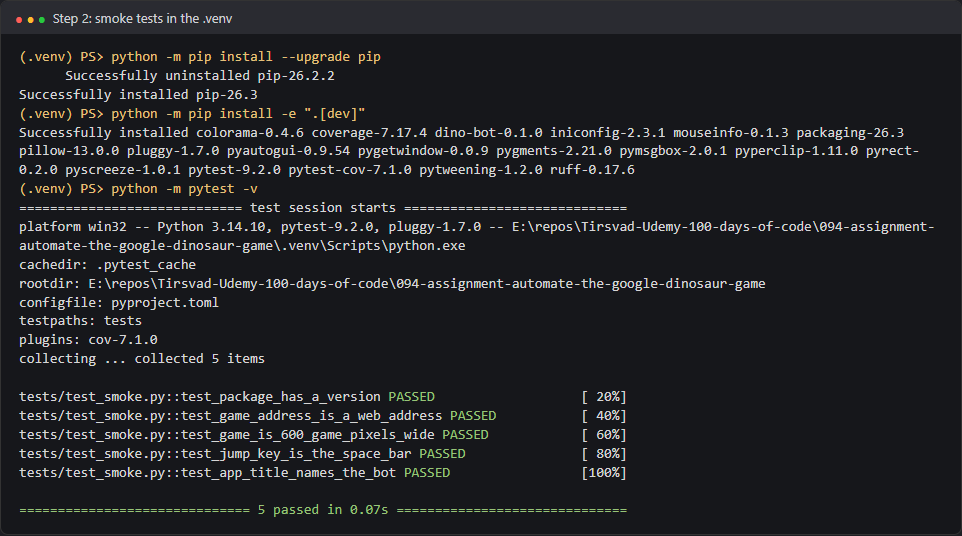 Step 2: smoke tests in the .venv
(.venv) PS> python -m pip install --upgrade pip
      Successfully uninstalled pip-26.2.2
Successfully installed pip-26.3
(.venv) PS> python -m pip install -e ".[dev]"
Successfully installed colorama-0.4.6 coverage-7.17.4 dino-bot-0.1.0 iniconfig-2.3.1 mouseinfo-0.1.3 packaging-26.3
pillow-13.0.0 pluggy-1.7.0 pyautogui-0.9.54 pygetwindow-0.0.9 pygments-2.21.0 pymsgbox-2.0.1 pyperclip-1.11.0 pyrect-
0.2.0 pyscreeze-1.0.1 pytest-9.2.0 pytest-cov-7.1.0 pytweening-1.2.0 ruff-0.17.6
(.venv) PS> python -m pytest -v
============================= test session starts =============================
platform win32 -- Python 3.14.10, pytest-9.2.0, pluggy-1.7.0 -- E:\repos\Tirsvad-Udemy-100-days-of-code\094-assignment-
automate-the-google-dinosaur-game\.venv\Scripts\python.exe
cachedir: .pytest_cache
rootdir: E:\repos\Tirsvad-Udemy-100-days-of-code\094-assignment-automate-the-google-dinosaur-game
configfile: pyproject.toml
testpaths: tests
plugins: cov-7.1.0
collecting ... collected 5 items

tests/test_smoke.py::test_package_has_a_version PASSED                   [ 20%]
tests/test_smoke.py::test_game_address_is_a_web_address PASSED           [ 40%]
tests/test_smoke.py::test_game_is_600_game_pixels_wide PASSED            [ 60%]
tests/test_smoke.py::test_jump_key_is_the_space_bar PASSED               [ 80%]
tests/test_smoke.py::test_app_title_names_the_bot PASSED                 [100%]

============================== 5 passed in 0.07s ==============================